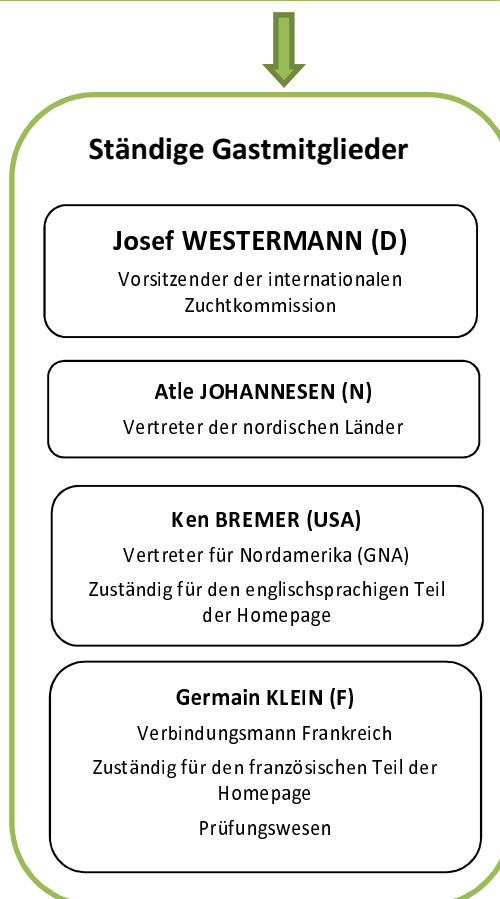 Ständige Gastmitglieder
Josef WESTERMANN (D)
Vorsitzender der internationalen
Zuchtkommission
Atle JOHANNESEN (N)
Vertreter der nordischen Länder
Ken BREMER (USA)
Vertreter für Nordamerika (GNA)
Zuständig für den englischsprachigen Teil
der Homepage
Germain KLEIN (F)
Verbindungsmann Frankreich
Zuständig für den französischen Teil der
Homepage
Prüfungswesen